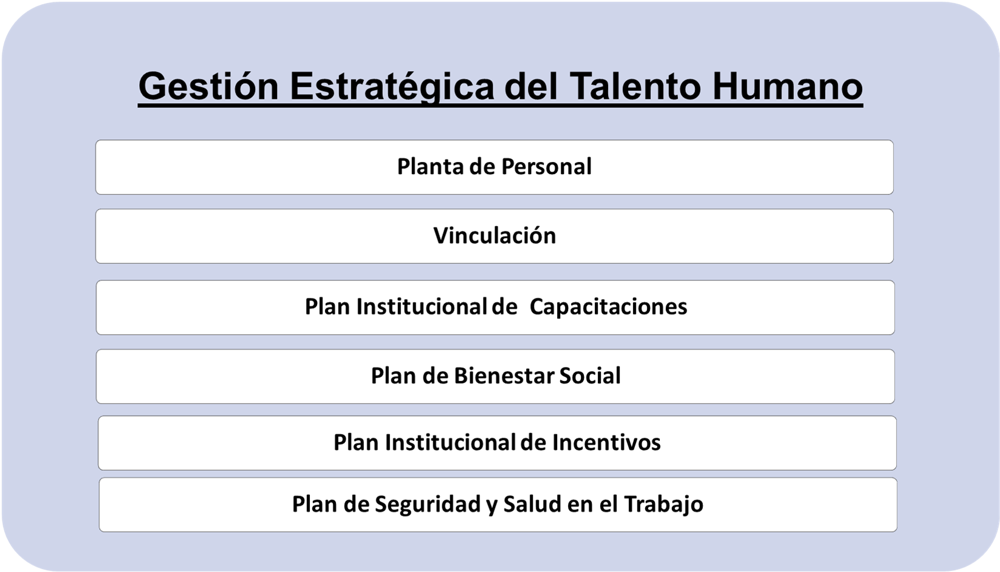 Gestión Estratégica del Talento Humano
Planta de Personal
Vinculación
Plan Institucional de Capacitaciones
Plan de Bienestar Social
Plan Institucional de Incentivos
Plan de Seguridad y Salud en el Trabajo